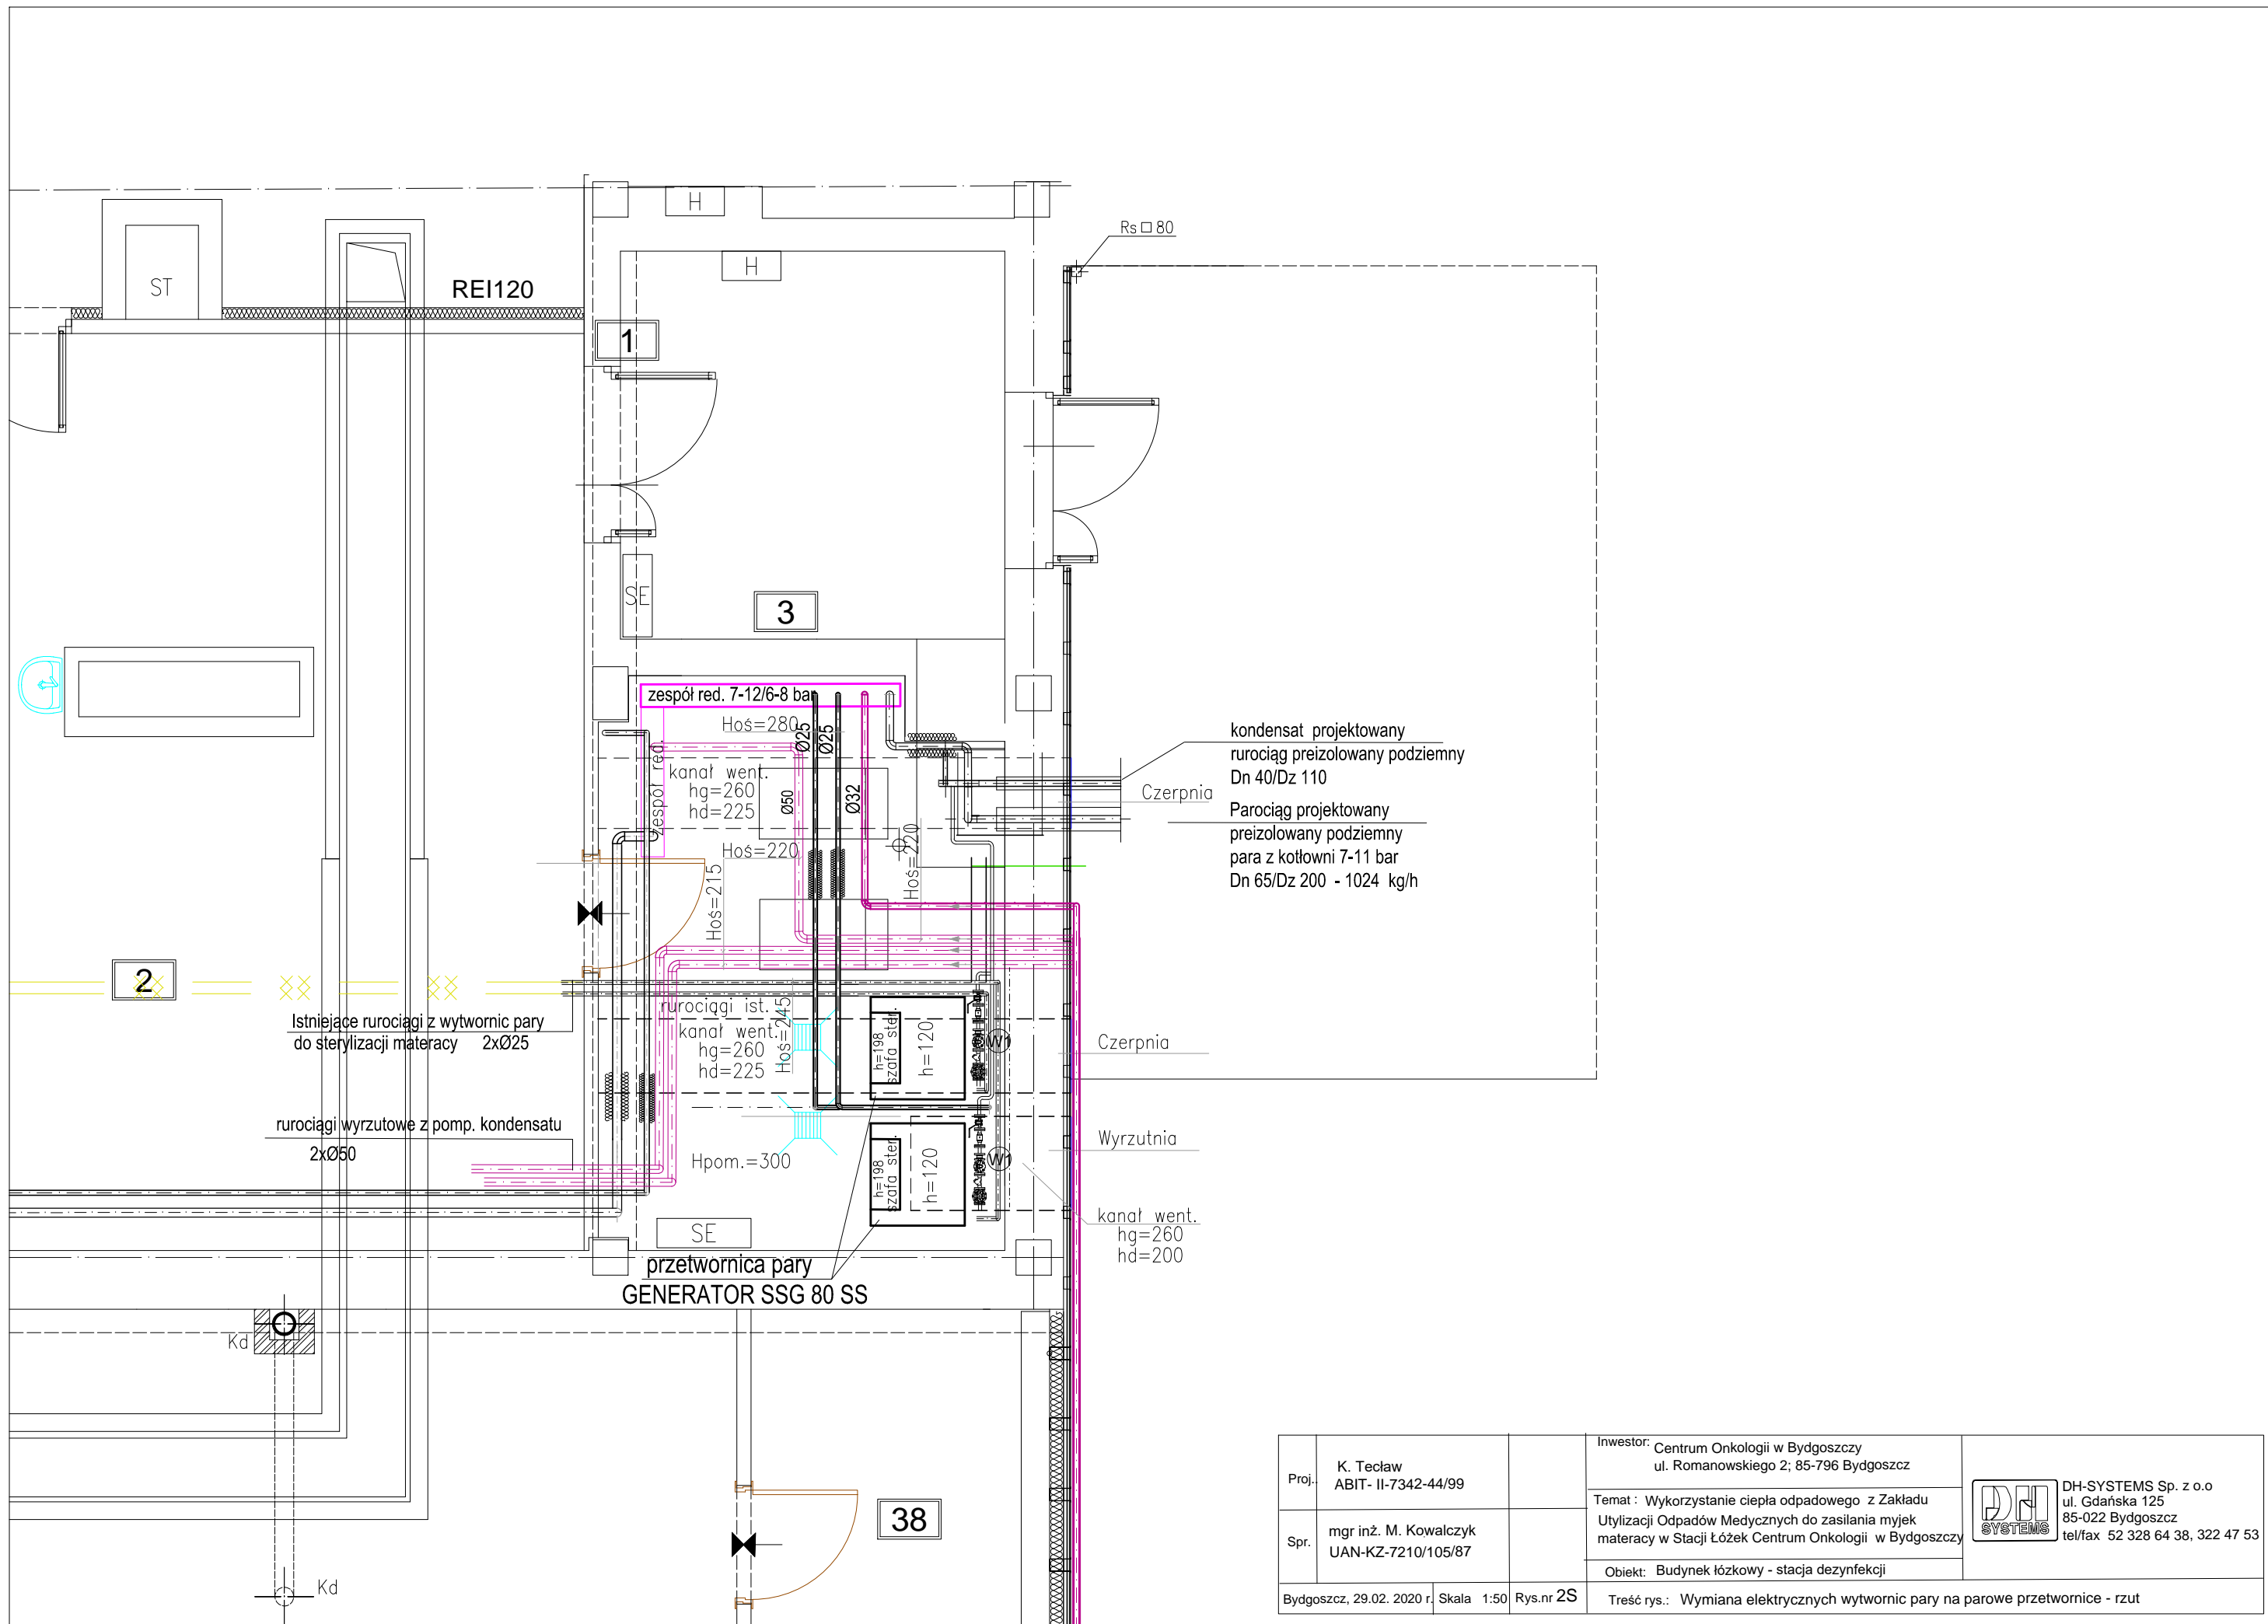 H
H
Rs □ 80
ST
REI120
1
SE
3
zespół red. 7-12/6-8 bar
Hoś=280
Ø25
Ø25
zespół red.
kanał went.
hg=260
hd=225
Ø50
Ø32
Hoś=220
Hoś=215
Hoś=220
kondensat projektowany
rurociąg preizolowany podziemny
Dn 40/Dz 110
Czerpnia
Parociąg projektowany
preizolowany podziemny
para z kotłowni 7-11 bar
Dn 65/Dz 200 - 1024 kg/h
2
Istniejące rurociągi z wytwornic pary
do sterylizacji materacy 2xØ25
rurociągi ist.
kanał went.
hg=260
hd=225
Hoś=245
h=198
szafa ster.
h=120
W1
Czerpnia
rurociągi wyrzutowe z pomp. kondensatu
2xØ50
Hpom.=300
h=198
szafa ster.
h=120
W1
Wyrzutnia
kanał went.
hg=260
hd=200
SE
przetwornica pary
GENERATOR SSG 80 SS
Kd
Kd
38
Proj..
K. Tecław
ABIT- II-7342-44/99
Spr.
mgr inż. M. Kowalczyk
UAN-KZ-7210/105/87
Bydgoszcz, 29.02. 2020 r.
Skala 1:50
Rys.nr 2S
Inwestor: Centrum Onkologii w Bydgoszczy
ul. Romanowskiego 2; 85-796 Bydgoszcz
Temat : Wykorzystanie ciepła odpadowego z Zakładu
Utylizacji Odpadów Medycznych do zasilania myjek
materacy w Stacji Łóżek Centrum Onkologii w Bydgoszczy
Obiekt: Budynek łózkowy - stacja dezynfekcji
Treść rys.: Wymiana elektrycznych wytwornic pary na parowe przetwornice - rzut
DH
SYSTEMS
DH-SYSTEMS Sp. z o.o
ul. Gdańska 125
85-022 Bydgoszcz
tel/fax 52 328 64 38, 322 47 53